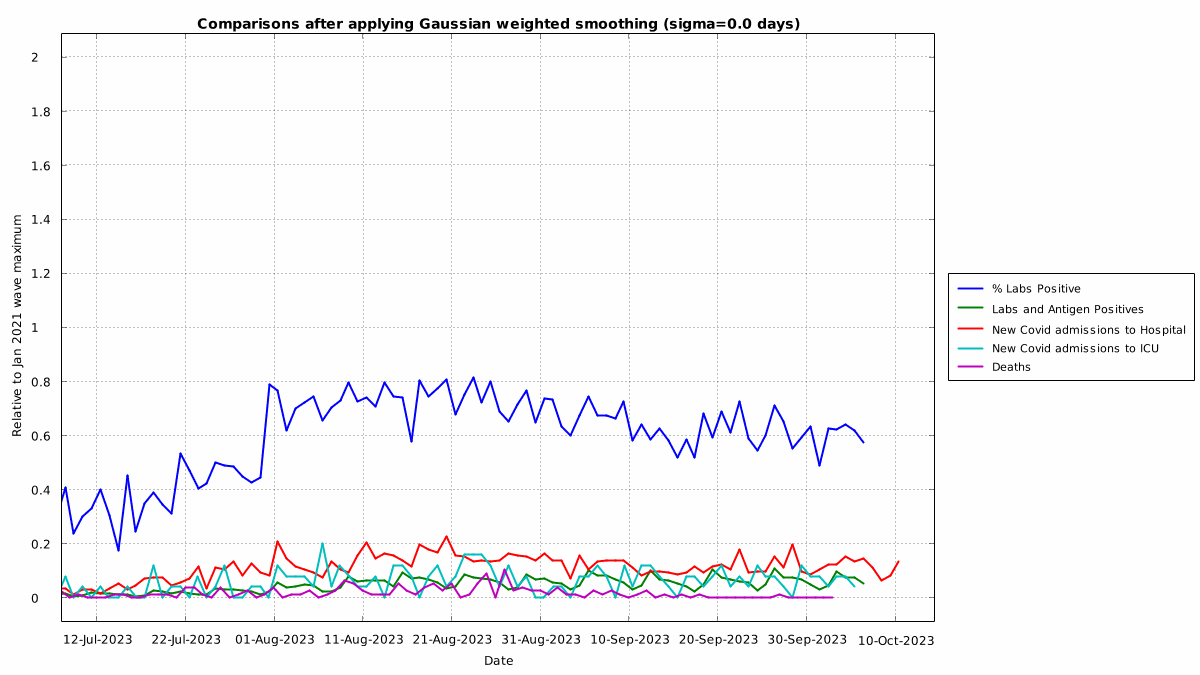 Comparisons after applying Gaussian weighted smoothing (sigma=0.0 days)
Relative to Jan 2021 wave maximum
2
1.8
1.6
1.4
1.2
1
0.8
0.6
0.4
0.2
0
% Labs Positive
Labs and Antigen Positives
New Covid admissions to Hospital
New Covid admissions to ICU
Deaths
12-Jul-2023 22-Jul-2023 01-Aug-2023 11-Aug-2023 21-Aug-2023 31-Aug-2023 10-Sep-2023 20-Sep-2023 30-Sep-2023 10-Oct-2023
Date